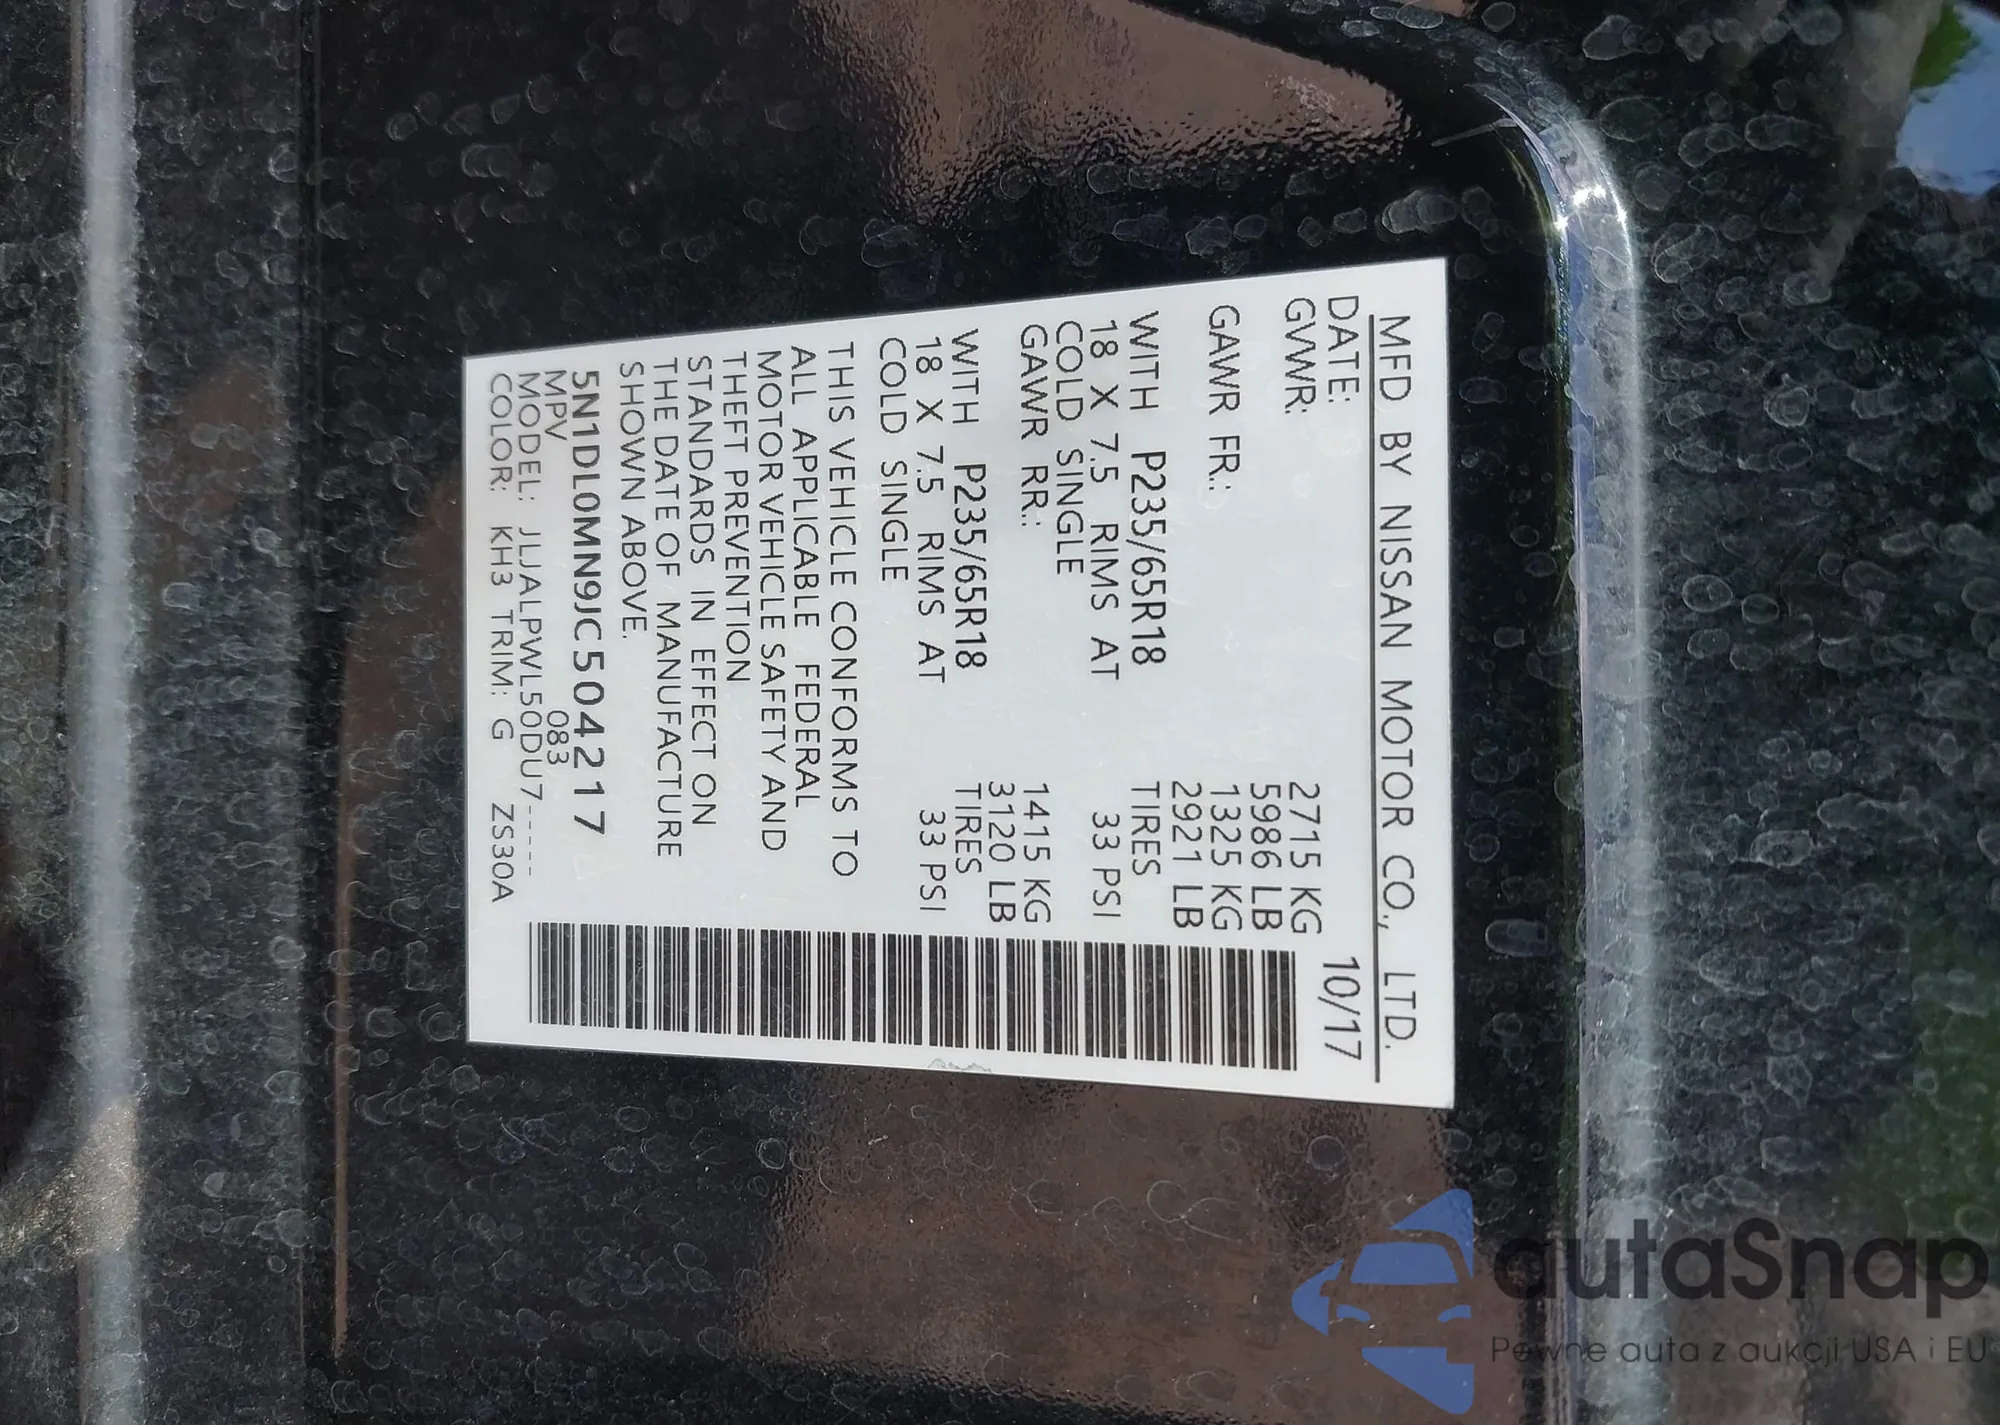 MFD BY NISSAN MOTOR CO., LTD.
DATE: 10/17
GVWR: 2715 KG
5986 LB
GAWR FR.: 1325 KG
2921 LB
WITH P235/65R18 TIRES
18 X 7.5 RIMS AT 33 PSI
COLD SINGLE
GAWR RR.: 1415 KG
3120 LB
WITH P235/65R18 TIRES
18 X 7.5 RIMS AT 33 PSI
COLD SINGLE
THIS VEHICLE CONFORMS TO
ALL APPLICABLE FEDERAL
MOTOR VEHICLE SAFETY AND
THEFT PREVENTION
STANDARDS IN EFFECT ON
THE DATE OF MANUFACTURE
SHOWN ABOVE.
5N1DL0MN9JC504217
MPV 083
MODEL: JLJALPWL50DU7-----
COLOR: KH3 TRIM: G ZS30A
autaSnap
Pewne auta z aukcji USA i EU